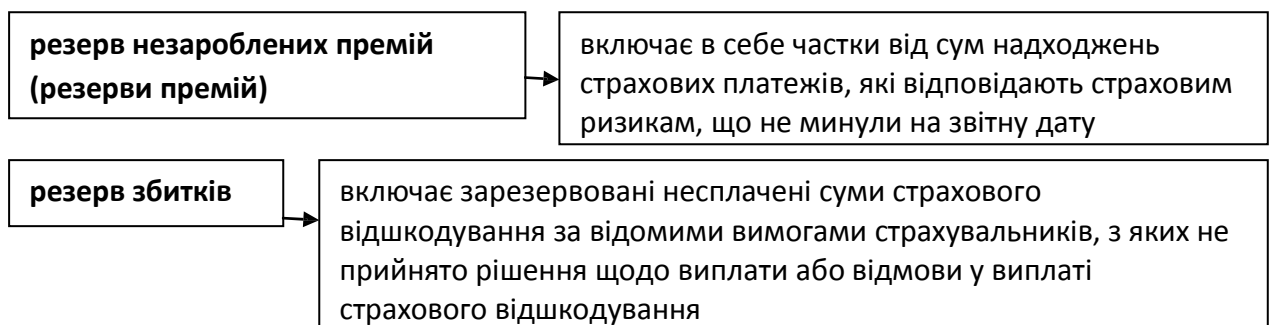 резерв незароблених премій
(резерви премій)
включає в себе частки від сум надходжень
страхових платежів, які відповідають страховим
ризикам, що не минули на звітну дату
резерв збитків
включає зарезервовані несплачені суми страхового
відшкодування за відомими вимогами страхувальників, з яких не
прийнято рішення щодо виплати або відмови у виплаті
страхового відшкодування